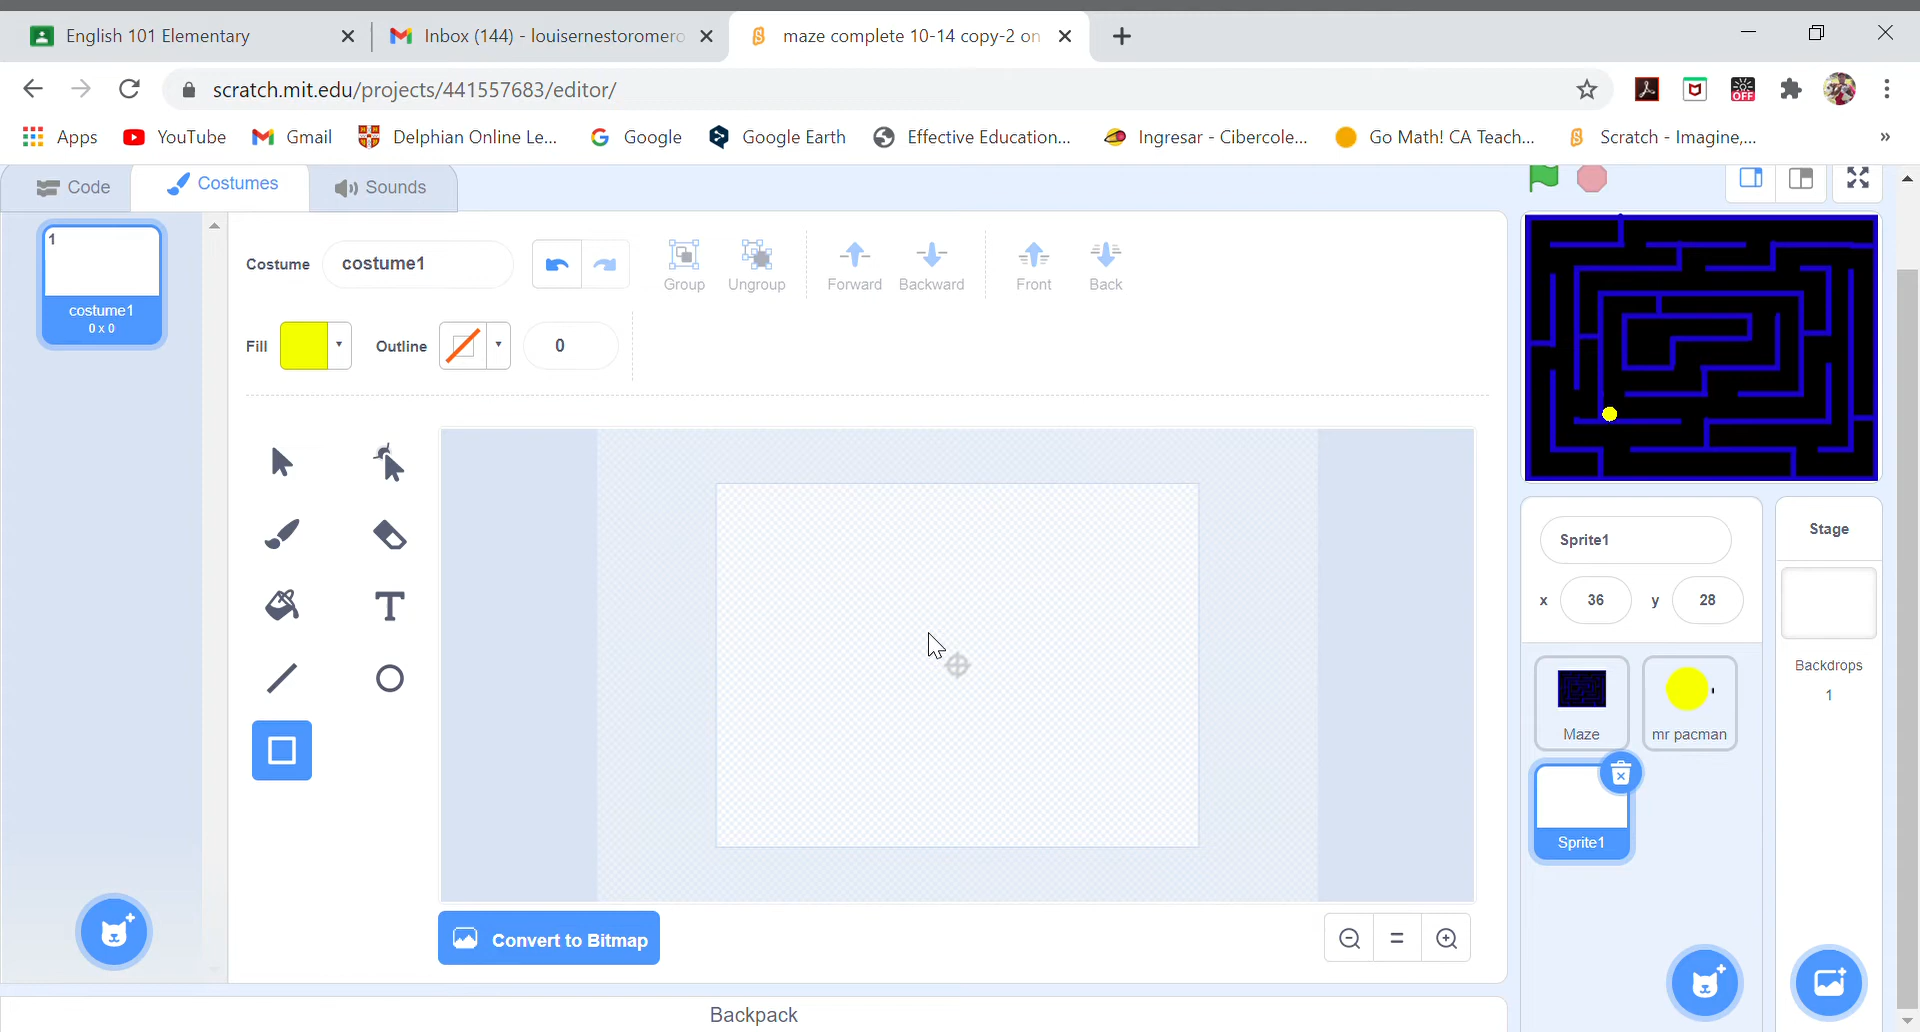 English 101 Elementary
Inbox (144) - louisernestoromero
maze complete 10-14 copy-2 on
scratch.mit.edu/projects/441557683/editor/
OFF
Apps
YouTube
Gmail
Delphian Online Le...
Google
Google Earth
Effective Education...
Ingresar - Cibercole...
Go Math! CA Teach...
Scratch - Imagine,...
»
Code
Costumes
Sounds
1
costume1
0 x 0
Costume
costume1
Group
Ungroup
Forward
Backward
Front
Back
Fill
Outline
0
T
Convert to Bitmap
=
Backpack
Sprite1
x
36
y
28
Maze
mr pacman
Sprite1
Stage
Backdrops
1